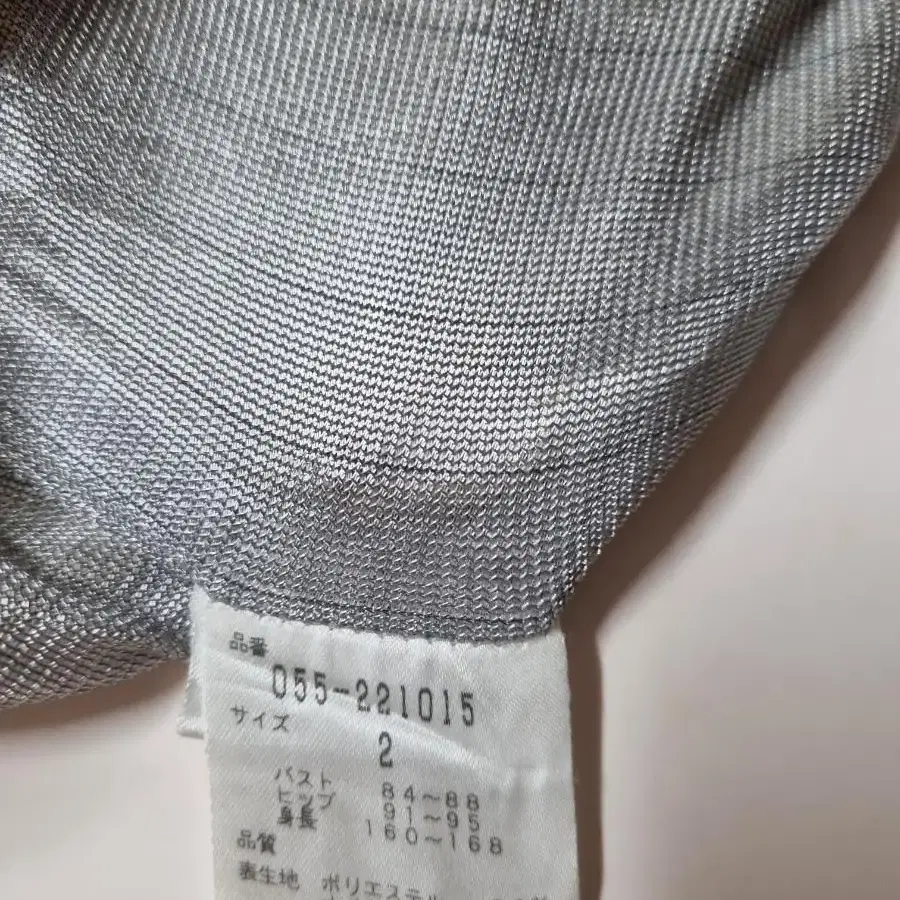 品番
055-221015
サイズ
2
バスト 84～88
ヒップ 91～95
身長 160～168
品質
表生地 ポリエステル